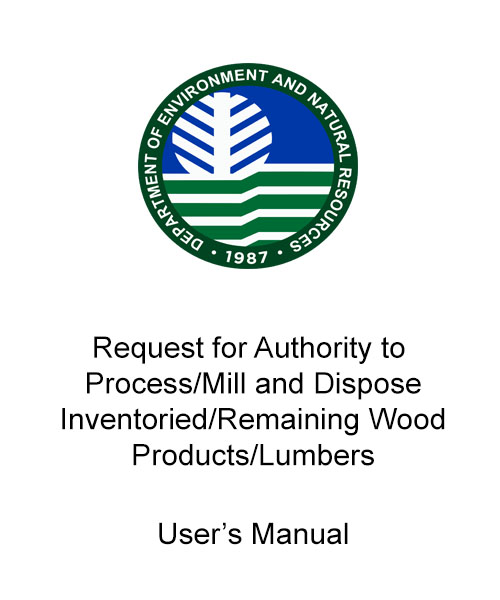 DEPARTMENT OF ENVIRONMENT AND NATURAL RESOURCES
• 1987 •
Request for Authority to
Process/Mill and Dispose
Inventoried/Remaining Wood
Products/Lumbers
User’s Manual